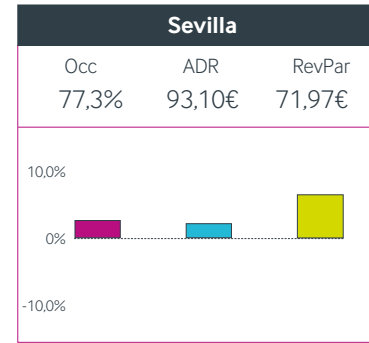 Sevilla
Occ ADR RevPar
77,3% 93,10€ 71,97€
10,0%
0%
-10,0%